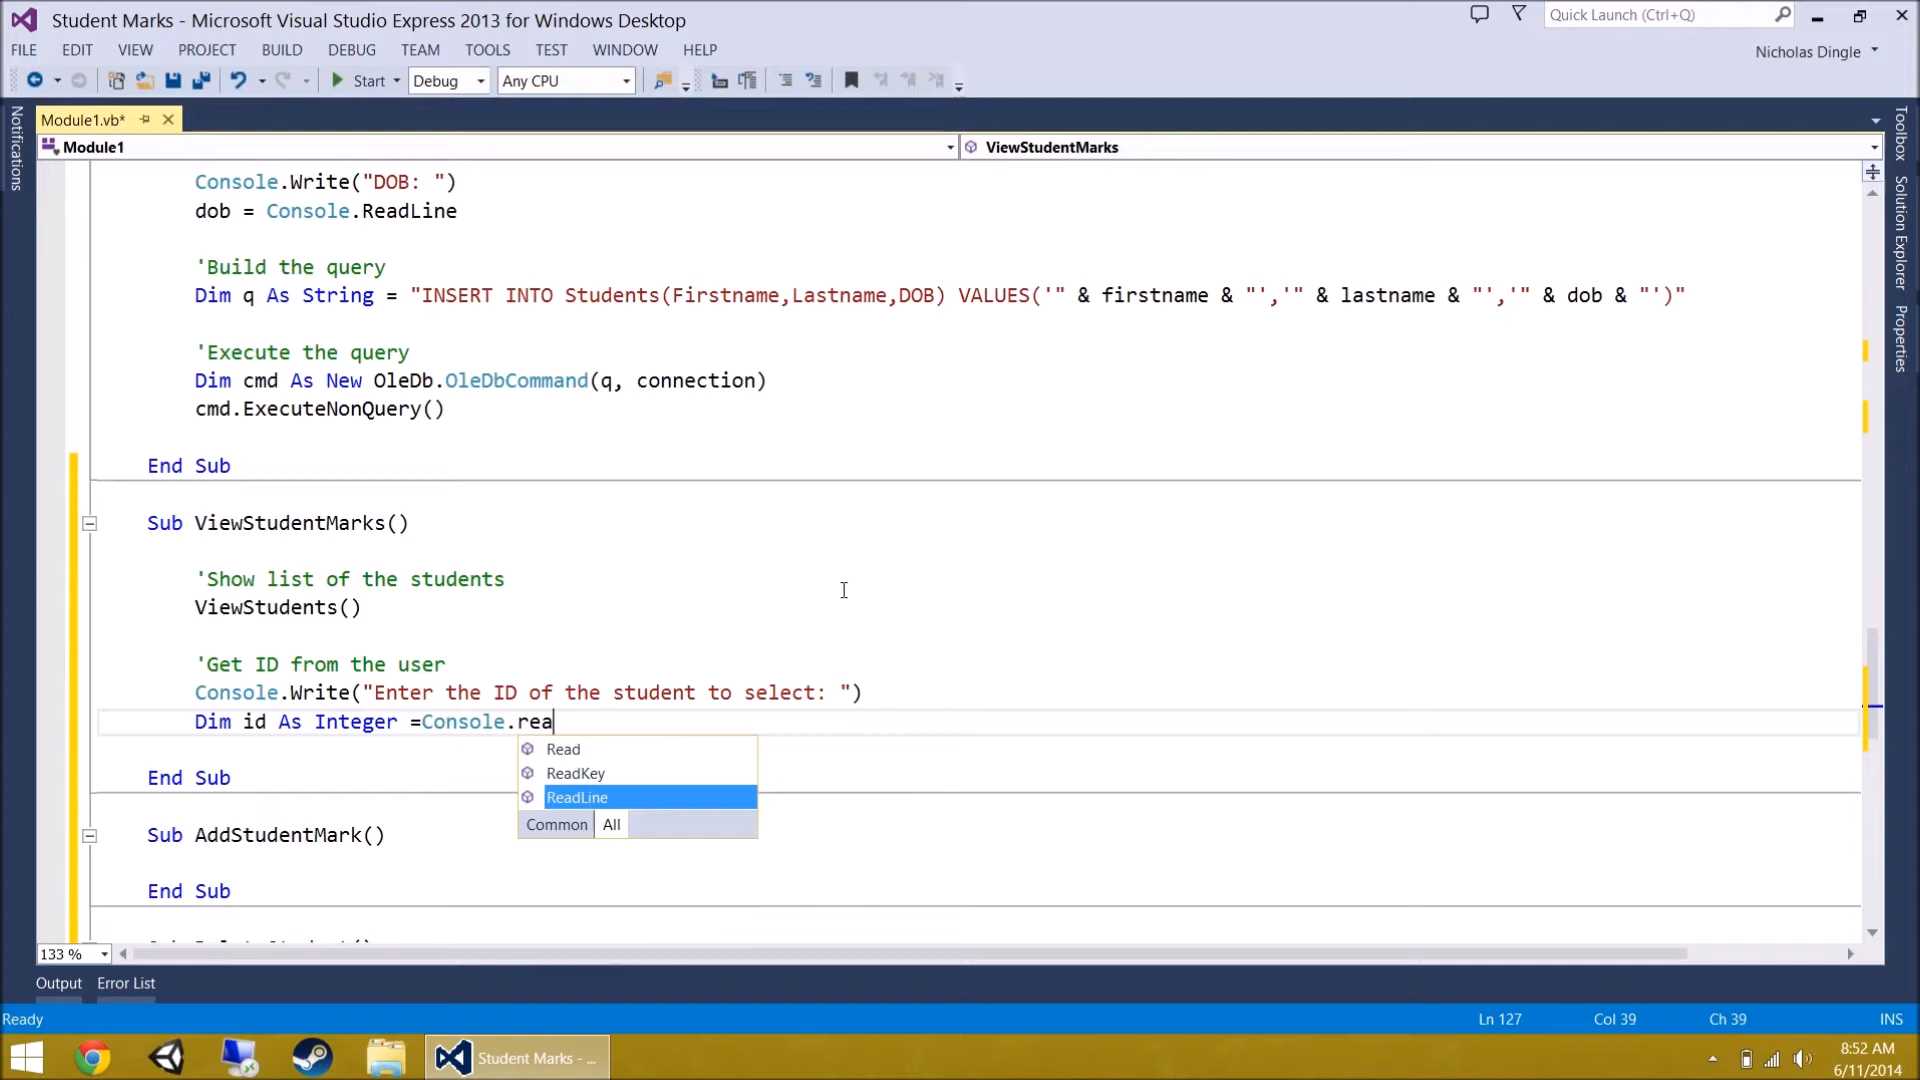 Student Marks - Microsoft Visual Studio Express 2013 for Windows Desktop
Quick Launch (Ctrl+Q)
FILE EDIT VIEW PROJECT BUILD DEBUG TEAM TOOLS TEST WINDOW HELP
Nicholas Dingle
Start Debug Any CPU
Notifications
Module1.vb*
Toolbox
Solution Explorer
Properties
Module1
ViewStudentMarks
Console.Write("DOB: ")
dob = Console.ReadLine
'Build the query
Dim q As String = "INSERT INTO Students(Firstname,Lastname,DOB) VALUES('" & firstname & "','" & lastname & "','" & dob & "')"
'Execute the query
Dim cmd As New OleDb.OleDbCommand(q, connection)
cmd.ExecuteNonQuery()
End Sub
Sub ViewStudentMarks()
'Show list of the students
ViewStudents()
'Get ID from the user
Console.Write("Enter the ID of the student to select: ")
Dim id As Integer =Console.rea
Read
ReadKey
ReadLine
Common All
End Sub
Sub AddStudentMark()
End Sub
133 %
Output Error List
Ready
Ln 127 Col 39 Ch 39 INS
Student Marks - ...
8:52 AM
6/11/2014